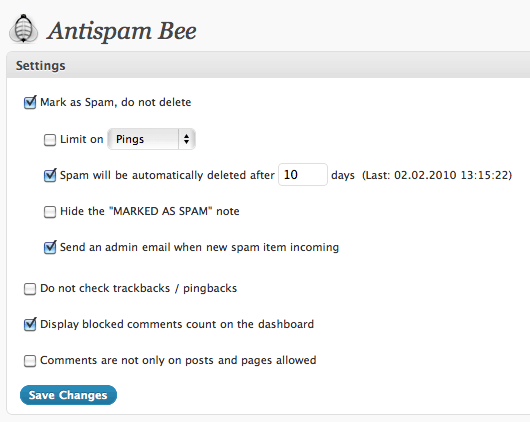 Antispam Bee
Settings
Mark as Spam, do not delete
Limit on Pings
Spam will be automatically deleted after 10 days (Last: 02.02.2010 13:15:22)
Hide the "MARKED AS SPAM" note
Send an admin email when new spam item incoming
Do not check trackbacks / pingbacks
Display blocked comments count on the dashboard
Comments are not only on posts and pages allowed
Save Changes